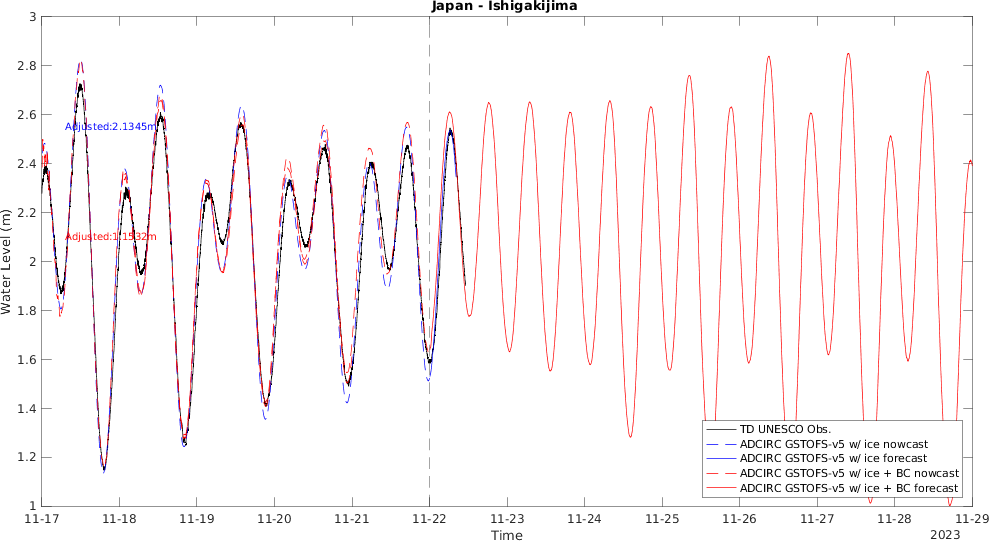 Japan - Ishigakijima
3
2.8
2.6
2.4
2.2
2
1.8
1.6
1.4
1.2
1
Water Level (m)
Adjusted:2.1345m
Adjusted:1.1532m
TD UNESCO Obs.
ADCIRC GSTOFS-v5 w/ ice nowcast
ADCIRC GSTOFS-v5 w/ ice forecast
ADCIRC GSTOFS-v5 w/ ice + BC nowcast
ADCIRC GSTOFS-v5 w/ ice + BC forecast
11-17 11-18 11-19 11-20 11-21 11-22 11-23 11-24 11-25 11-26 11-27 11-28 11-29
Time
2023